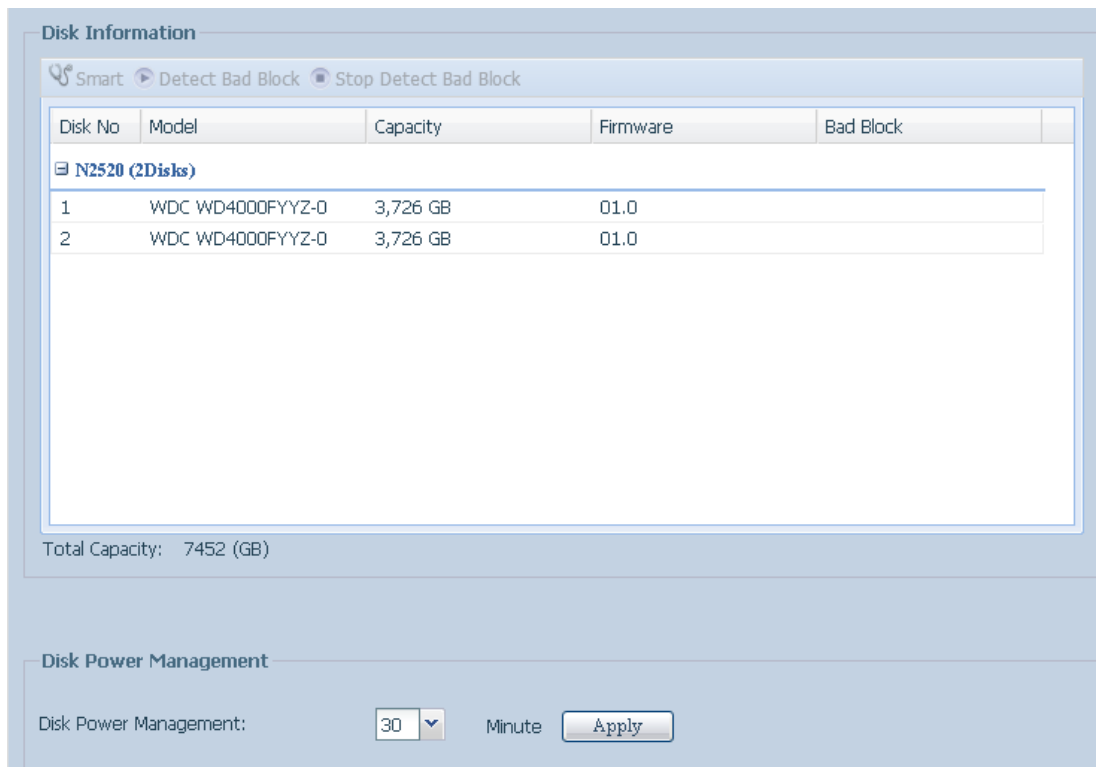 Disk Information
Smart Detect Bad Block Stop Detect Bad Block
Disk No Model Capacity Firmware Bad Block
N2520 (2Disks)
1 WDC WD4000FYYZ-0 3,726 GB 01.0
2 WDC WD4000FYYZ-0 3,726 GB 01.0
Total Capacity: 7452 (GB)
Disk Power Management
Disk Power Management: 30 Minute Apply